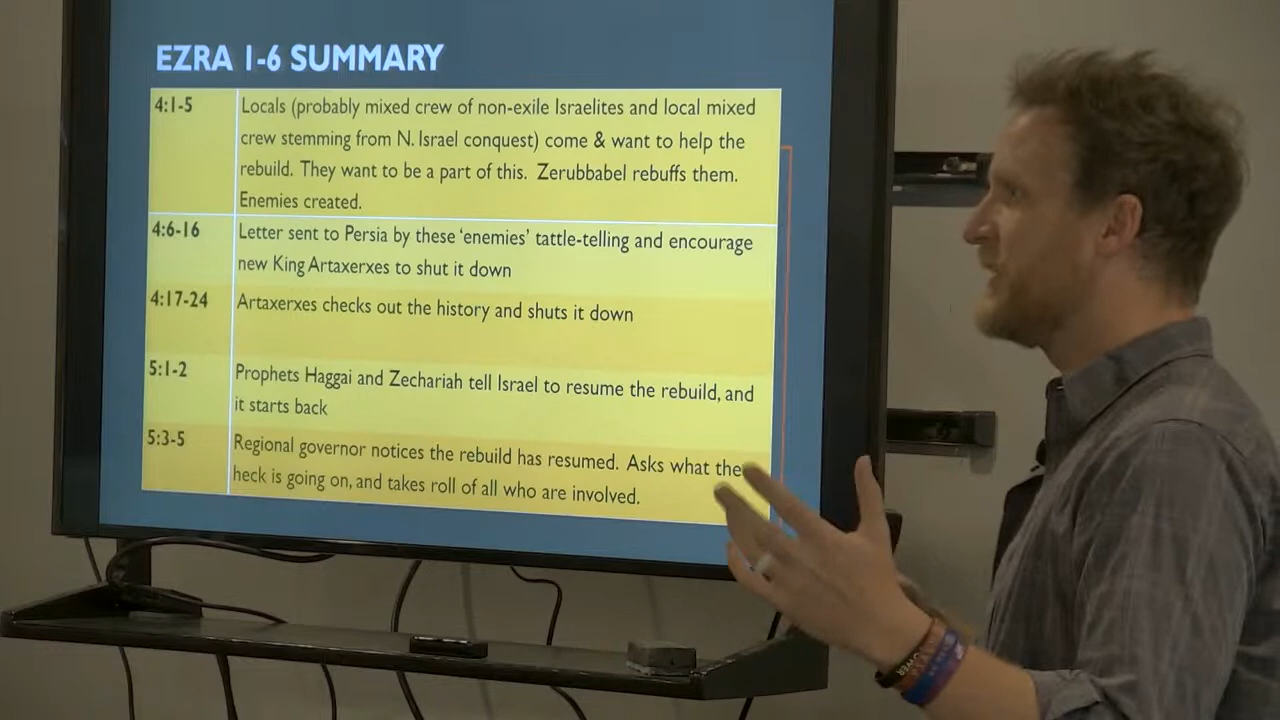 EZRA 1-6 SUMMARY
4:1-5
Locals (probably mixed crew of non-exile Israelites and local mixed
crew stemming from N. Israel conquest) come & want to help the
rebuild. They want to be a part of this. Zerubbabel rebuffs them.
Enemies created.
4:6-16
Letter sent to Persia by these ‘enemies’ tattle-telling and encourage
new King Artaxerxes to shut it down
4:17-24
Artaxerxes checks out the history and shuts it down
5:1-2
Prophets Haggai and Zechariah tell Israel to resume the rebuild, and
it starts back
5:3-5
Regional governor notices the rebuild has resumed. Asks what the
heck is going on, and takes roll of all who are involved.